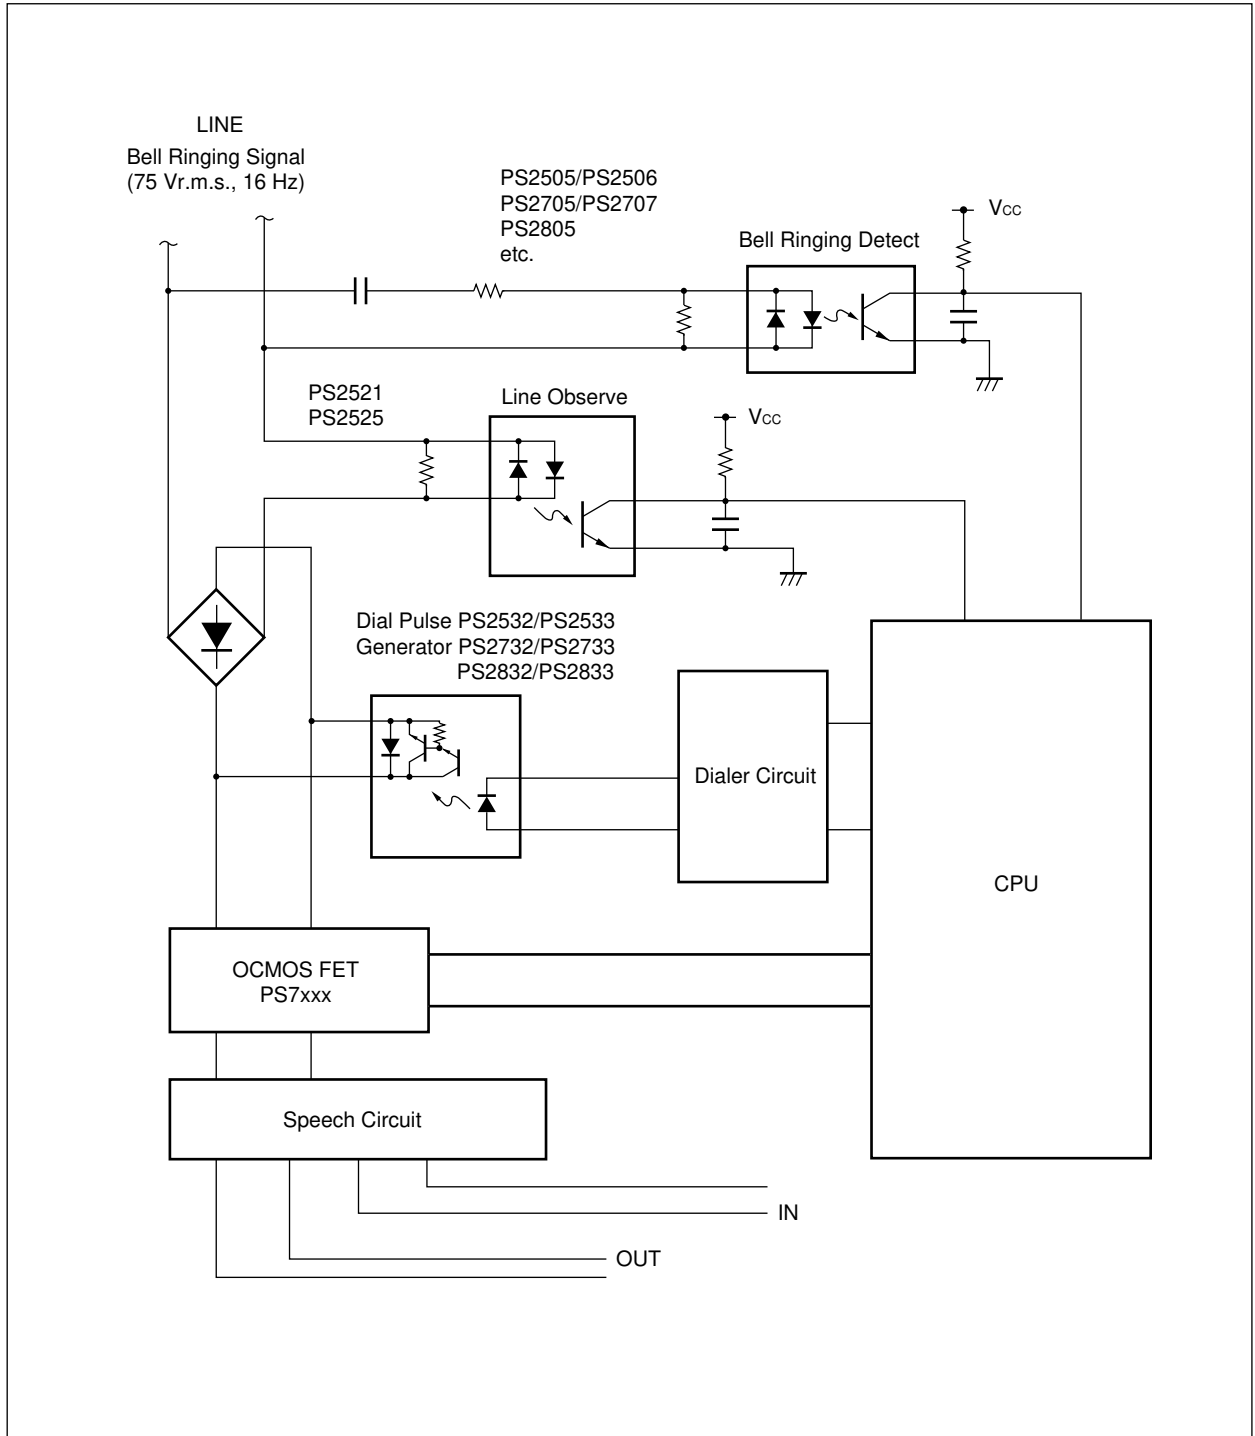 LINE
Bell Ringing Signal
(75 Vr.m.s., 16 Hz)
PS2505/PS2506
PS2705/PS2707
PS2805
etc.
Bell Ringing Detect
VCC
PS2521
PS2525
Line Observe
VCC
Dial Pulse PS2532/PS2533
Generator PS2732/PS2733
PS2832/PS2833
Dialer Circuit
CPU
OCMOS FET
PS7xxx
Speech Circuit
IN
OUT